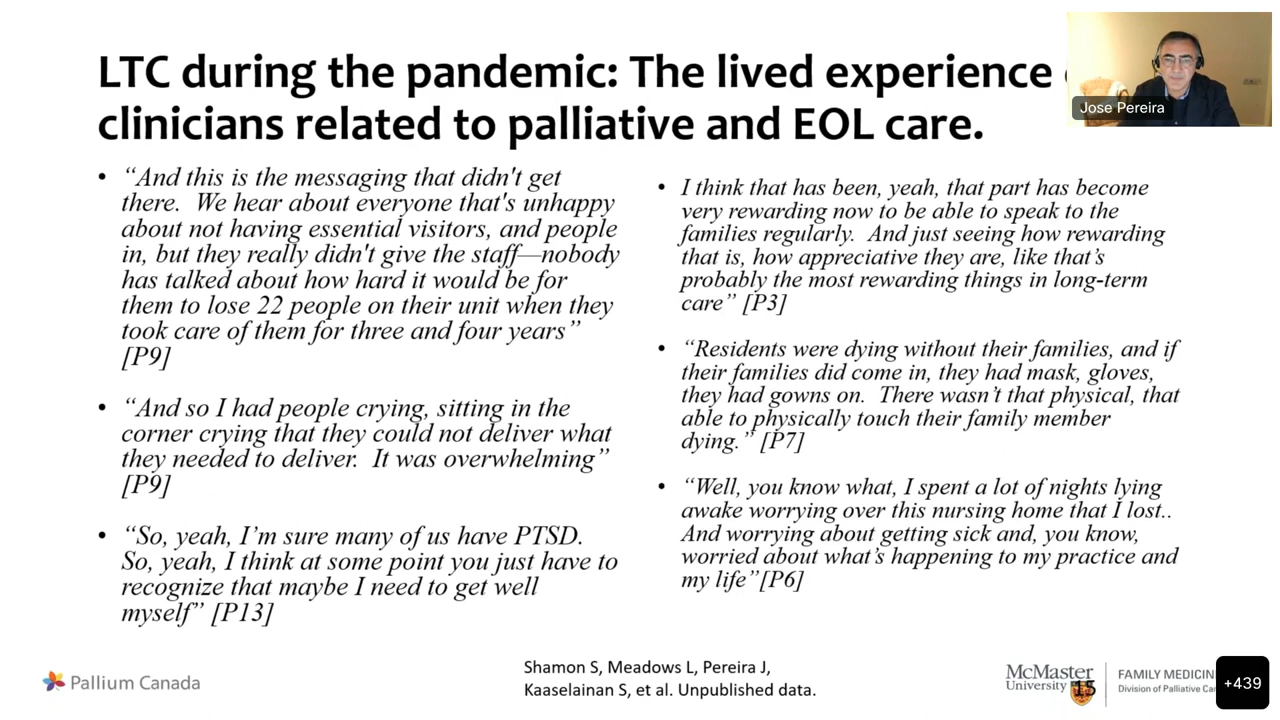 LTC during the pandemic: The lived experience
clinicians related to palliative and EOL care.
Jose Pereira
• “And this is the messaging that didn't get
there. We hear about everyone that's unhappy
about not having essential visitors, and people
in, but they really didn't give the staff—nobody
has talked about how hard it would be for
them to lose 22 people on their unit when they
took care of them for three and four years”
[P9]
• “And so I had people crying, sitting in the
corner crying that they could not deliver what
they needed to deliver. It was overwhelming”
[P9]
• “So, yeah, I’m sure many of us have PTSD.
So, yeah, I think at some point you just have to
recognize that maybe I need to get well
myself” [P13]
• I think that has been, yeah, that part has become
very rewarding now to be able to speak to the
families regularly. And just seeing how rewarding
that is, how appreciative they are, like that’s
probably the most rewarding things in long-term
care” [P3]
• “Residents were dying without their families, and if
their families did come in, they had mask, gloves,
they had gowns on. There wasn’t that physical, that
able to physically touch their family member
dying.” [P7]
• “Well, you know what, I spent a lot of nights lying
awake worrying over this nursing home that I lost..
And worrying about getting sick and, you know,
worried about what’s happening to my practice and
my life”[P6]
Pallium Canada
Shamon S, Meadows L, Pereira J,
Kaaselainan S, et al. Unpublished data.
McMaster
University
15
FAMILY MEDICIN
Division of Palliative Car
+439